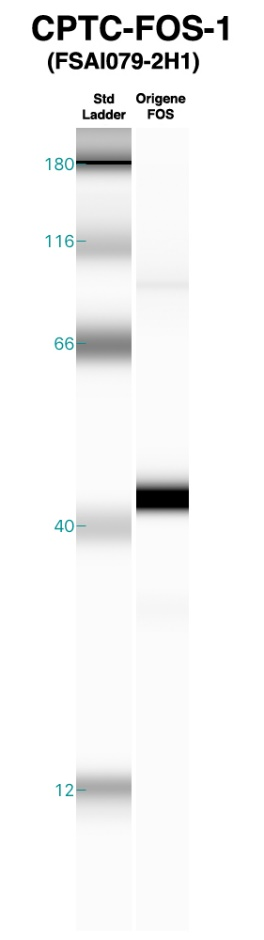 CPTC-FOS-1
(FSAI079-2H1)
Std Origene
Ladder FOS
180
116
66
40
12